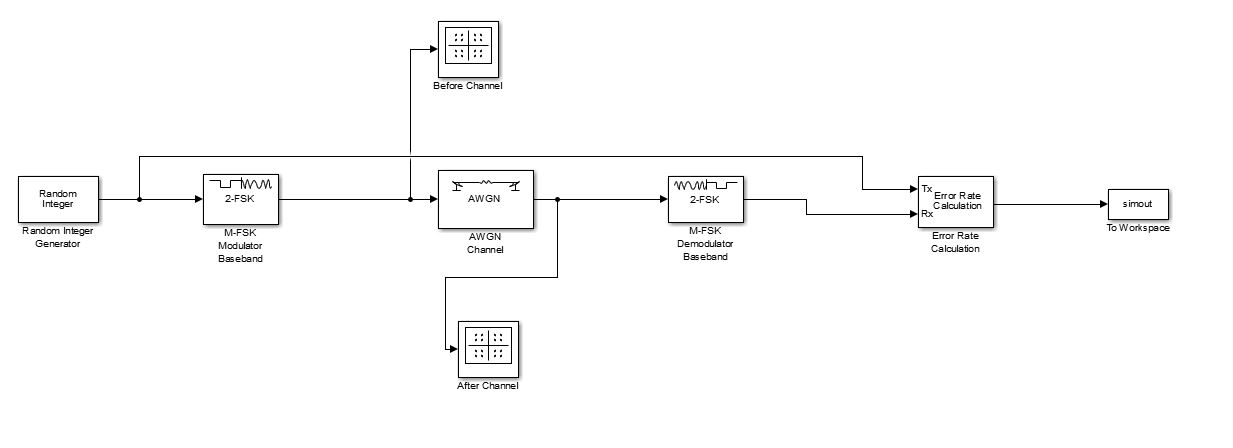 Before Channel
Random
Integer
Random Integer
Generator
2-FSK
M-FSK
Modulator
Baseband
AWGN
AWGN
Channel
2-FSK
M-FSK
Demodulator
Baseband
Tx
Rx
Error Rate
Calculation
Error Rate
Calculation
simout
To Workspace
After Channel